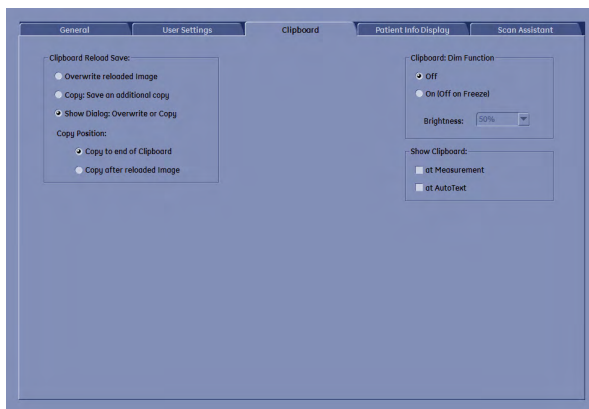 General User Settings Clipboard Patient Info Display Scan Assistant
Clipboard Reload Save:
Overwrite reloaded Image
Copy: Save an additional copy
Show Dialog: Overwrite or Copy
Copy Position:
Copy to end of Clipboard
Copy after reloaded Image
Clipboard: Dim Function
Off
On (Off on Freeze)
Brightness: 50%
Show Clipboard:
at Measurement
at AutoText